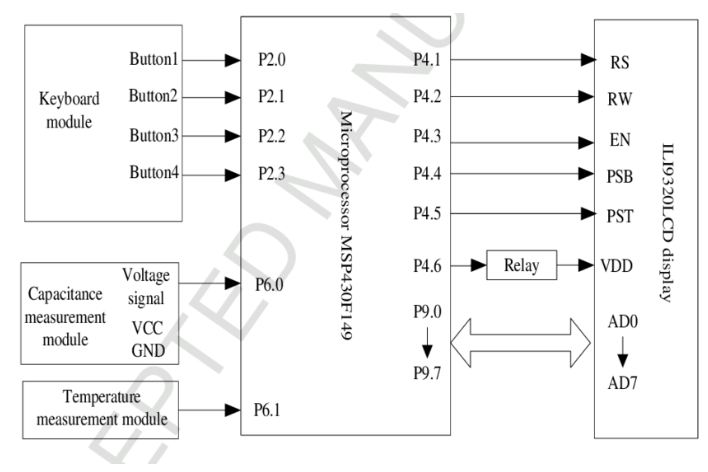 Keyboard
module
Button1
Button2
Button3
Button4
Capacitance
measurement
module
Voltage
signal
VCC
GND
Temperature
measurement module
P2.0
P2.1
P2.2
P2.3
P6.0
P6.1
Microprocessor MSP430F149
P4.1
P4.2
P4.3
P4.4
P4.5
P4.6
P9.0
P9.7
Relay
RS
RW
EN
PSB
PST
VDD
AD0
AD7
ILI9320LCD display
EPTED MANU